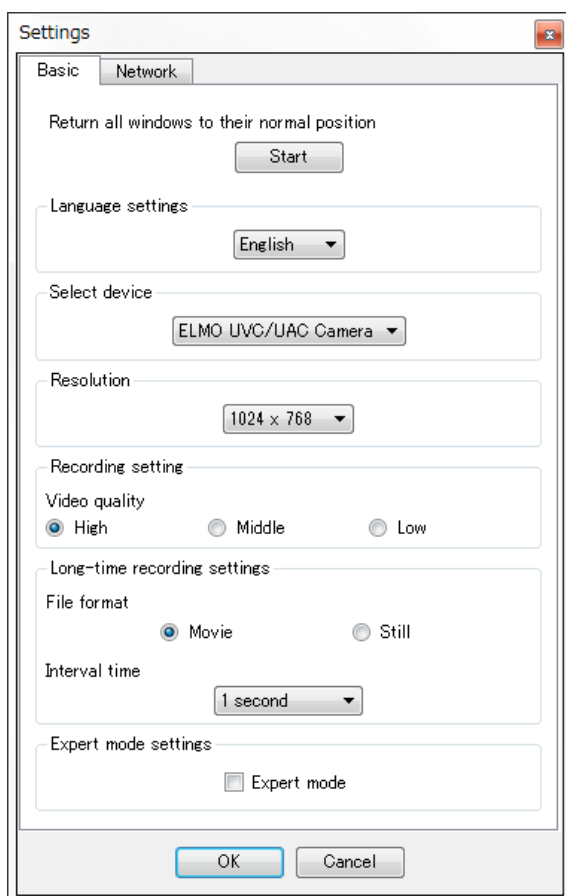 Settings
Basic Network
Return all windows to their normal position
Start
Language settings
English
Select device
ELMO UVC/UAC Camera
Resolution
1024 x 768
Recording setting
Video quality
High Middle Low
Long-time recording settings
File format
Movie Still
Interval time
1 second
Expert mode settings
Expert mode
OK Cancel